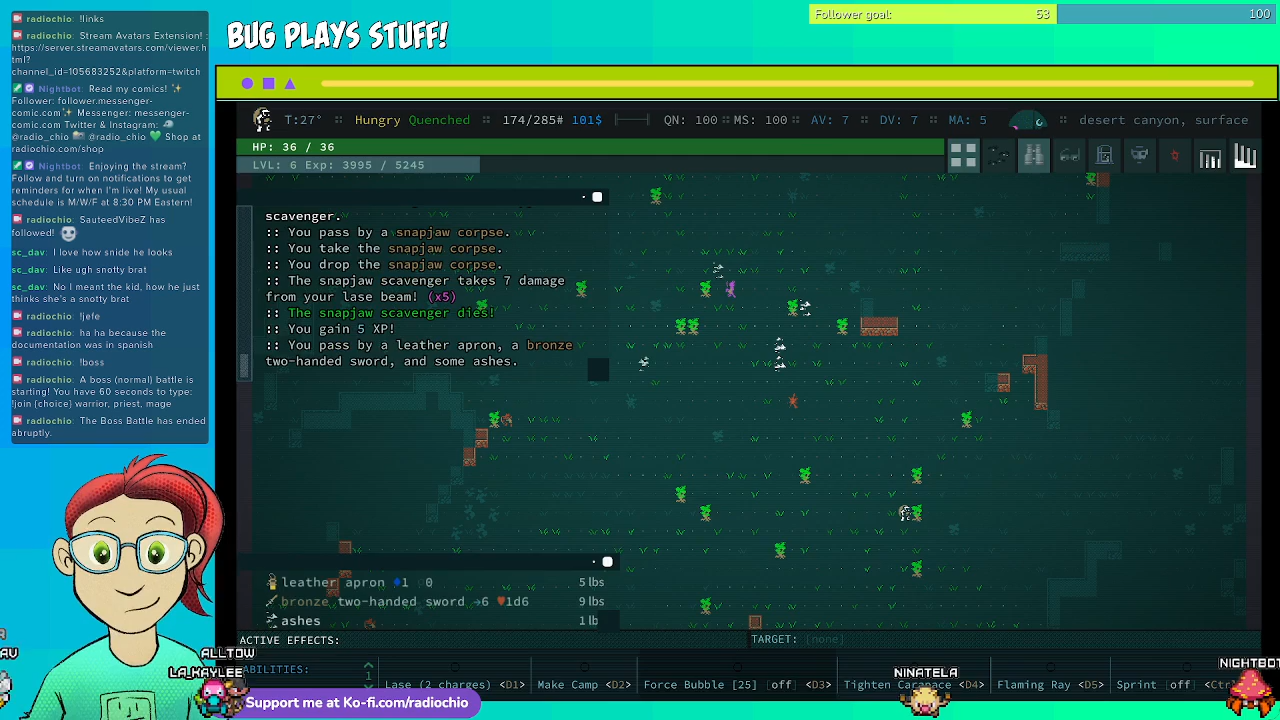 radiochio: !links
radiochio: Stream Avatars Extension! :
https://server.streamavatars.com/viewer.h
tml?
channel_id=105683252&platform=twitch
Nightbot: Read my comics! ✨
Follower: follower.messenger-
comic.com ✨ Messenger: messenger-
comic.com Twitter & Instagram:
@radio_chio 📷 @radio_chio 💚 Shop at
radiochio.com/shop
Nightbot: Enjoying the stream?
Follow and turn on notifications to get
reminders for when I'm live! My usual
schedule is M/W/F at 8:30 PM Eastern!
radiochio: SauteedVibeZ has
followed!
sc_dav: I love how snide he looks
sc_dav: Like ugh snotty brat
sc_dav: No I meant the kid, how he just
thinks she's a snotty brat
radiochio: !jefe
radiochio: ha ha because the
documentation was in spanish
radiochio: !boss
radiochio: A boss (normal) battle is
starting! You have 60 seconds to type:
!join {choice} warrior, priest, mage
radiochio: The Boss Battle has ended
abruptly.
BUG PLAYS STUFF!
Follower goal: 53 100
T:27° :: Hungry Quenched :: 174/285# 101$ QN: 100 :: MS: 100 :: AV: 7 :: DV: 7 :: MA: 5 desert canyon, surface
HP: 36 / 36
LVL: 6 Exp: 3995 / 5245
scavenger.
:: You pass by a snapjaw corpse.
:: You take the snapjaw corpse.
:: You drop the snapjaw corpse.
:: The snapjaw scavenger takes 7 damage
from your lase beam! (x5)
:: The snapjaw scavenger dies!
:: You gain 5 XP!
:: You pass by a leather apron, a bronze
two-handed sword, and some ashes.
leather apron ◆1 0 5 lbs
bronze two-handed sword →6 ♥1d6 9 lbs
ashes 1 lb
ACTIVE EFFECTS: TARGET: [none]
ABILITIES: 1 Lase (2 charges) <D1> Make Camp <D2> Force Bubble [25] [off] <D3> Tighten Carapace <D4> Flaming Ray <D5> Sprint [off] <Ctr
ALLTOW
LA_KAYLEE
NINATELA
NIGHTBOT
AV
Support me at Ko-fi.com/radiochio